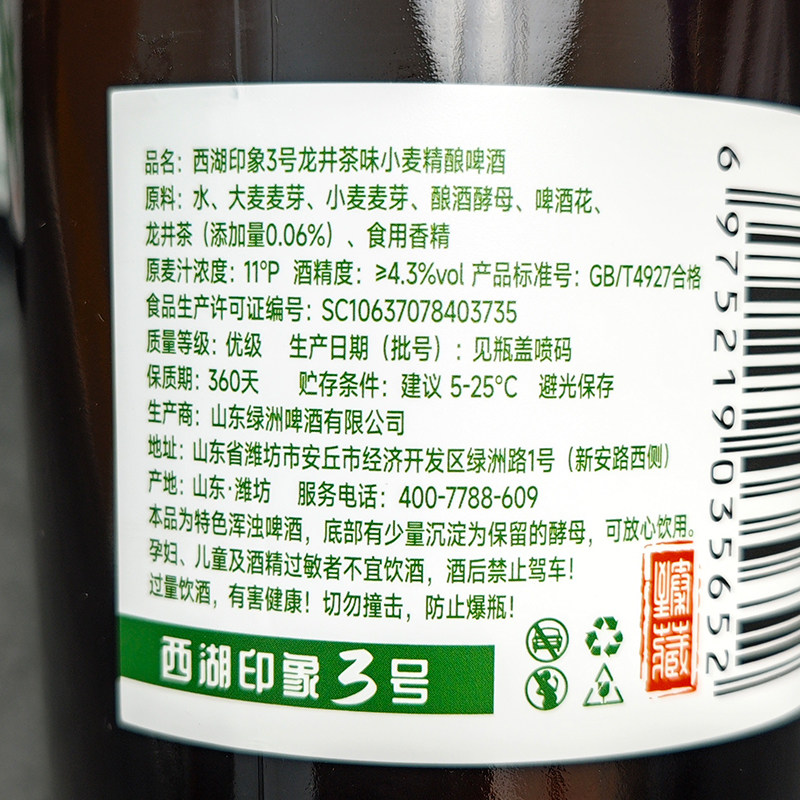 品名：西湖印象3号龙井茶味小麦精酿啤酒
原料：水、大麦麦芽、小麦麦芽、酿酒酵母、啤酒花、
龙井茶（添加量0.06%）、食用香精
原麦汁浓度：11°P 酒精度：≥4.3%vol 产品标准号：GB/T4927合格
食品生产许可证编号：SC10637078403735
质量等级：优级 生产日期（批号）：见瓶盖喷码
保质期：360天 贮存条件：建议 5-25°C 避光保存
生产商：山东绿洲啤酒有限公司
地址：山东省潍坊市安丘市经济开发区绿洲路1号（新安路西侧）
产地：山东·潍坊 服务电话：400-7788-609
本品为特色浑浊啤酒，底部有少量沉淀为保留的酵母，可放心饮用。
孕妇、儿童及酒精过敏者不宜饮酒，酒后禁止驾车！
过量饮酒，有害健康！切勿撞击，防止爆瓶！
西湖印象3号
6975219035652